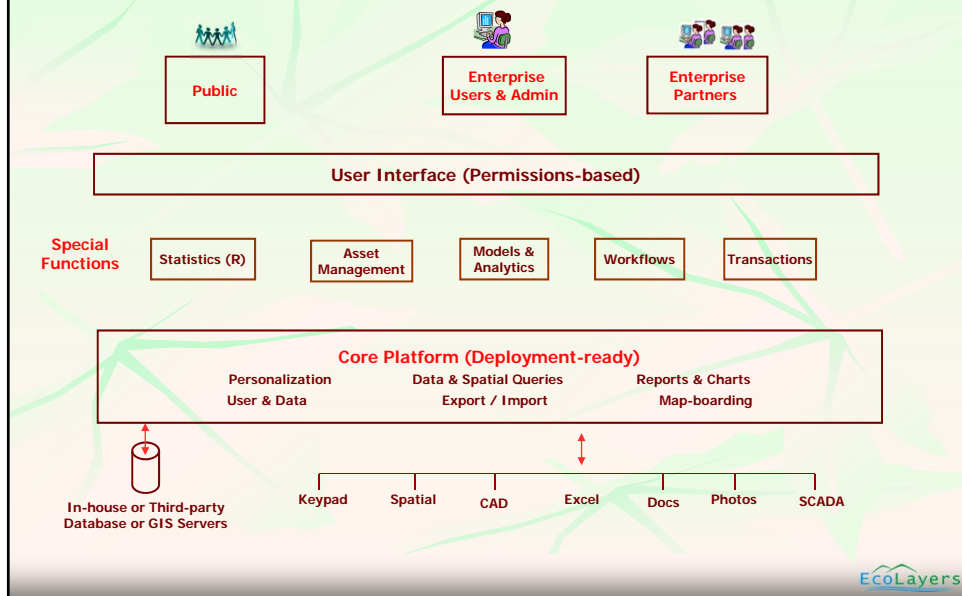 Public
Enterprise
Users & Admin
Enterprise
Partners
User Interface (Permissions-based)
Special
Functions
Statistics (R)
Asset
Management
Models &
Analytics
Workflows
Transactions
Core Platform (Deployment-ready)
Personalization Data & Spatial Queries Reports & Charts
User & Data Export / Import Map-boarding
In-house or Third-party
Database or GIS Servers
Keypad
Spatial
CAD
Excel
Docs
Photos
SCADA
EcoLayers